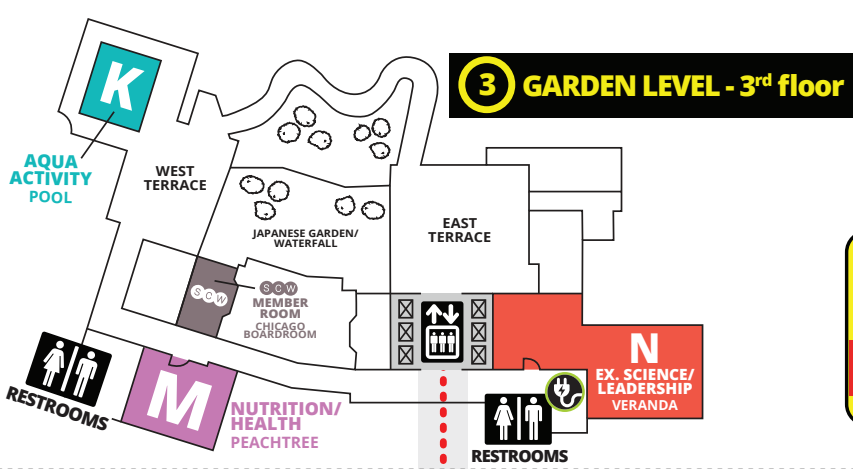 3 GARDEN LEVEL - 3rd floor
K
AQUA
ACTIVITY
POOL
WEST
TERRACE
EAST
TERRACE
JAPANESE GARDEN/
WATERFALL
SCW
SCW
MEMBER
ROOM
CHICAGO
BOARDROOM
N
EX. SCIENCE/
LEADERSHIP
VERANDA
RESTROOMS
M
NUTRITION/
HEALTH
PEACHTREE
RESTROOMS